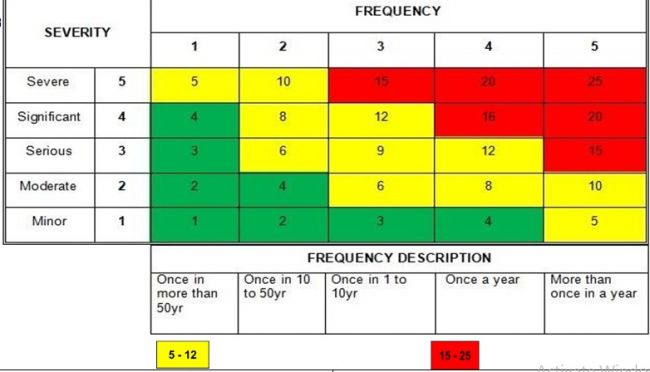 FREQUENCY
SEVERITY
1 2 3 4 5
Severe 5 5 10 15 20 25
Significant 4 4 8 12 16 20
Serious 3 3 6 9 12 15
Moderate 2 2 4 6 8 10
Minor 1 1 2 3 4 5
FREQUENCY DESCRIPTION
Once in more than 50yr
Once in 10 to 50yr
Once in 1 to 10yr
Once a year
More than once in a year
5 - 12
15 - 25